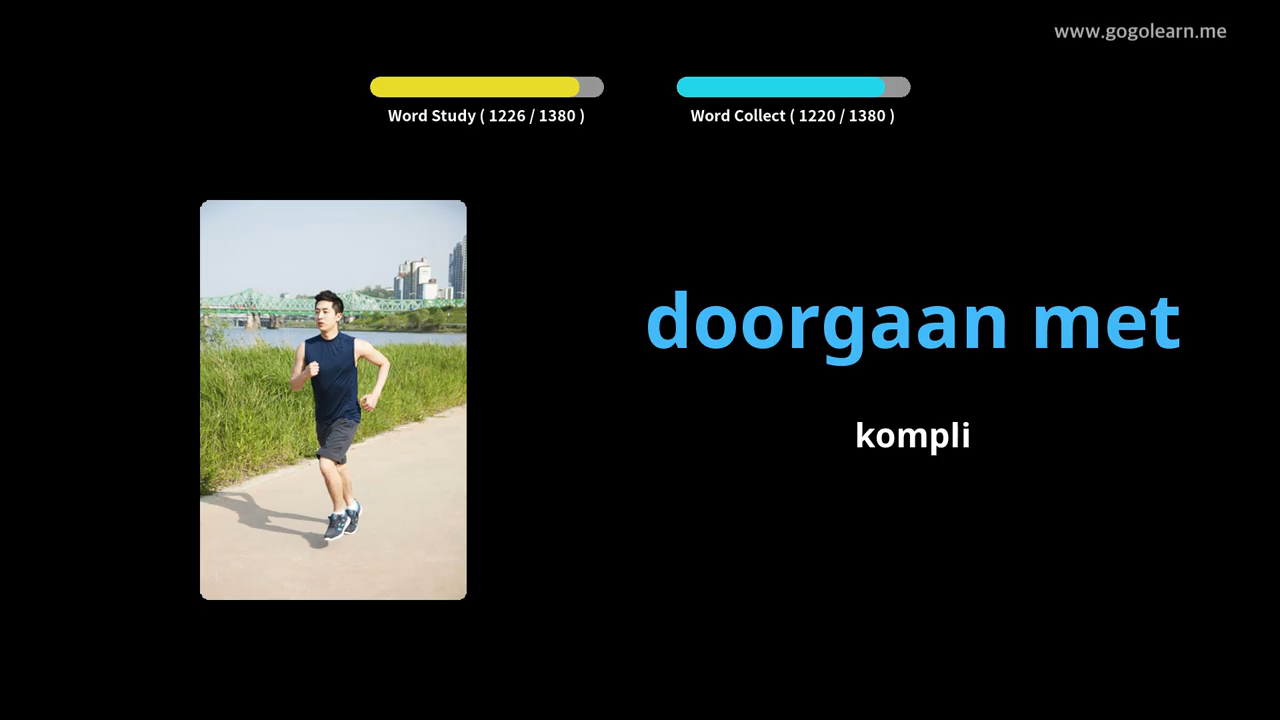 www.gogolearn.me
Word Study ( 1226 / 1380 )
Word Collect ( 1220 / 1380 )
doorgaan met
kompli